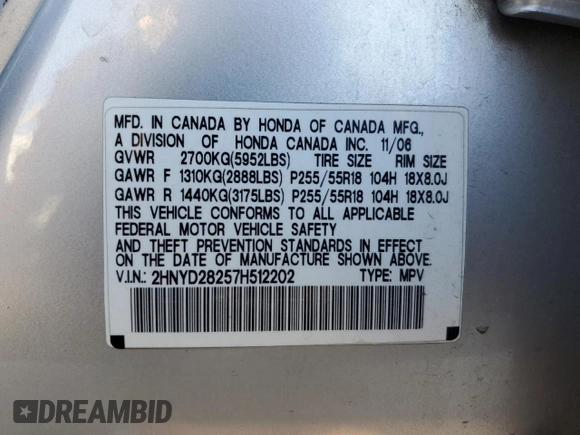 MFD. IN CANADA BY HONDA OF CANADA MFG.,
A DIVISION OF HONDA CANADA INC. 11/06
GVWR 2700KG(5952LBS) TIRE SIZE RIM SIZE
GAWR F 1310KG(2888LBS) P255/55R18 104H 18X8.0J
GAWR R 1440KG(3175LBS) P255/55R18 104H 18X8.0J
THIS VEHICLE CONFORMS TO ALL APPLICABLE
FEDERAL MOTOR VEHICLE SAFETY
AND THEFT PREVENTION STANDARDS IN EFFECT
ON THE DATE OF MANUFACTURE SHOWN ABOVE.
V.I.N.: 2HNYD28257H512202 TYPE: MPV
DREAMBID